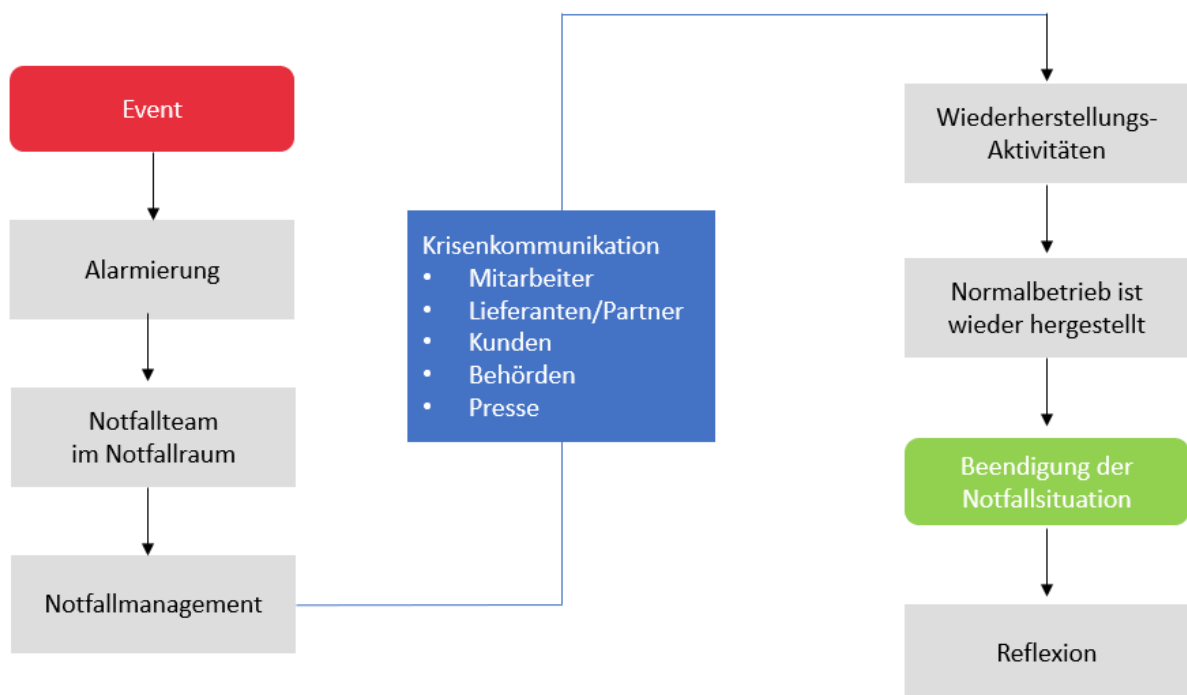 Event
Alarmierung
Notfallteam
im Notfallraum
Notfallmanagement
Krisenkommunikation
• Mitarbeiter
• Lieferanten/Partner
• Kunden
• Behörden
• Presse
Wiederherstellungs-
Aktivitäten
Normalbetrieb ist
wieder hergestellt
Beendigung der
Notfallsituation
Reflexion